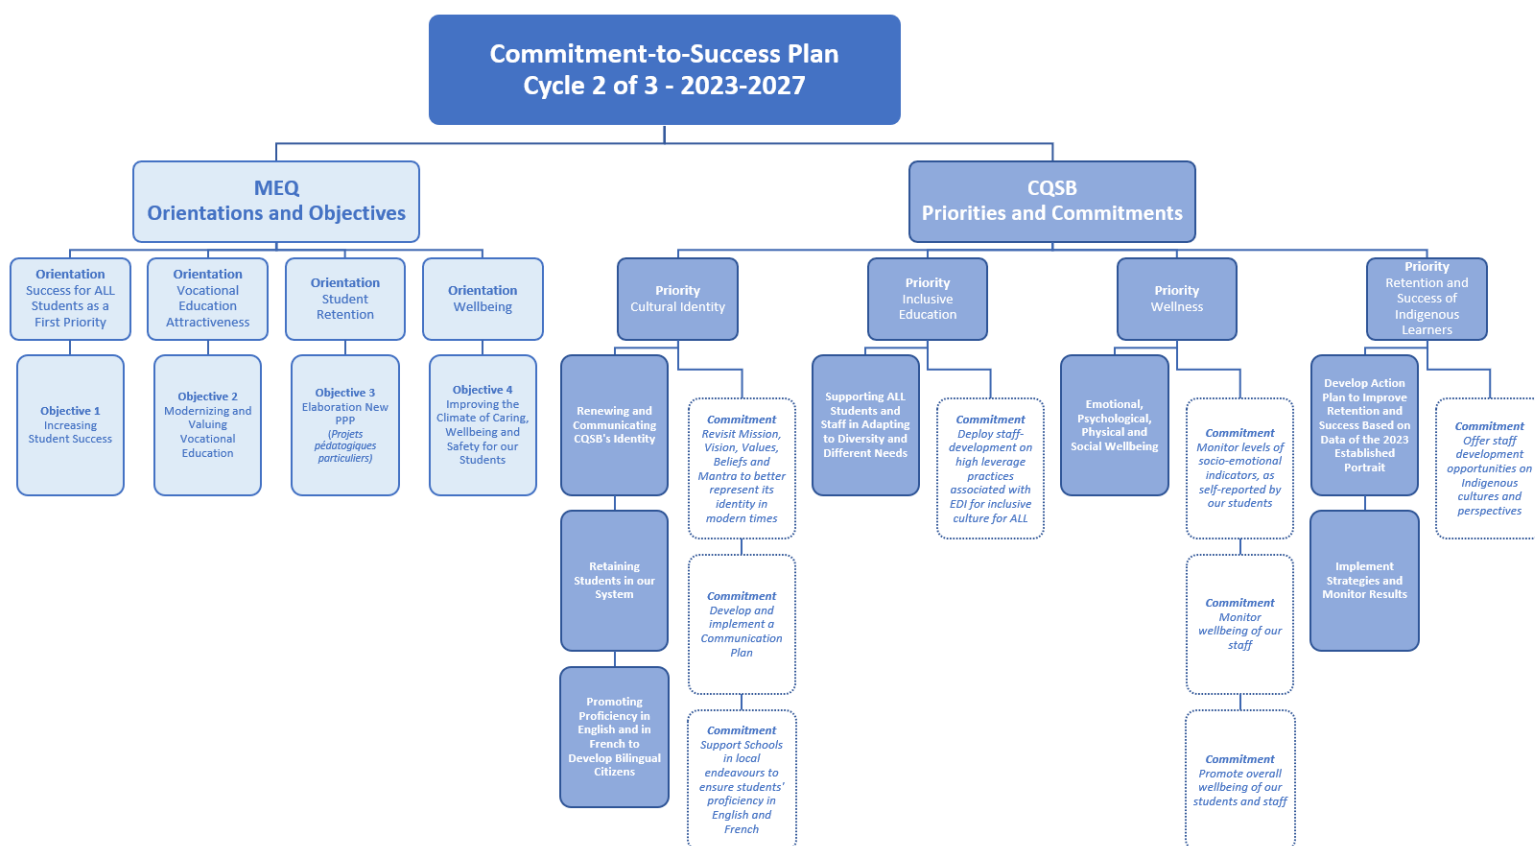 Commitment-to-Success Plan
Cycle 2 of 3 - 2023-2027
MEQ
Orientations and Objectives
CQSB
Priorities and Commitments
Orientation
Success for ALL
Students as a
First Priority
Orientation
Vocational
Education
Attractiveness
Orientation
Student
Retention
Orientation
Wellbeing
Priority
Cultural Identity
Priority
Inclusive
Education
Priority
Wellness
Priority
Retention and
Success of
Indigenous
Learners
Objective 1
Increasing
Student Success
Objective 2
Modernizing and
Valuing
Vocational
Education
Objective 3
Elaboration New
PPP
(Projets
pédatogiques
particuliers)
Objective 4
Improving the
Climate of Caring,
Wellbeing and
Safety for our
Students
Renewing and
Communicating
CQSB's Identity
Retaining
Students in our
System
Promoting
Proficiency in
English and in
French to
Develop Bilingual
Citizens
Commitment
Revisit Mission,
Vision, Values,
Beliefs and
Mantra to better
represent its
identity in
modern times
Commitment
Develop and
implement a
Communication
Plan
Commitment
Support Schools
in local
endeavours to
ensure students'
proficiency in
English and
French
Supporting ALL
Students and
Staff in Adapting
to Diversity and
Different Needs
Commitment
Deploy staff-
development on
high leverage
practices
associated with
EDI for inclusive
culture for ALL
Emotional,
Psychological,
Physical and
Social Wellbeing
Commitment
Monitor levels of
socio-emotional
indicators, as
self-reported by
our students
Commitment
Monitor
wellbeing of our
staff
Commitment
Promote overall
wellbeing of our
students and staff
Develop Action
Plan to Improve
Retention and
Success Based on
Data of the 2023
Established
Portrait
Implement
Strategies and
Monitor Results
Commitment
Offer staff
development
opportunities on
Indigenous
cultures and
perspectives